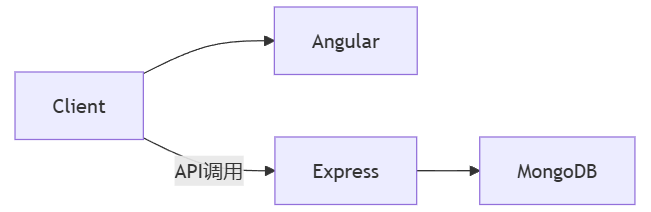 Angular
Client
API调用
Express
MongoDB